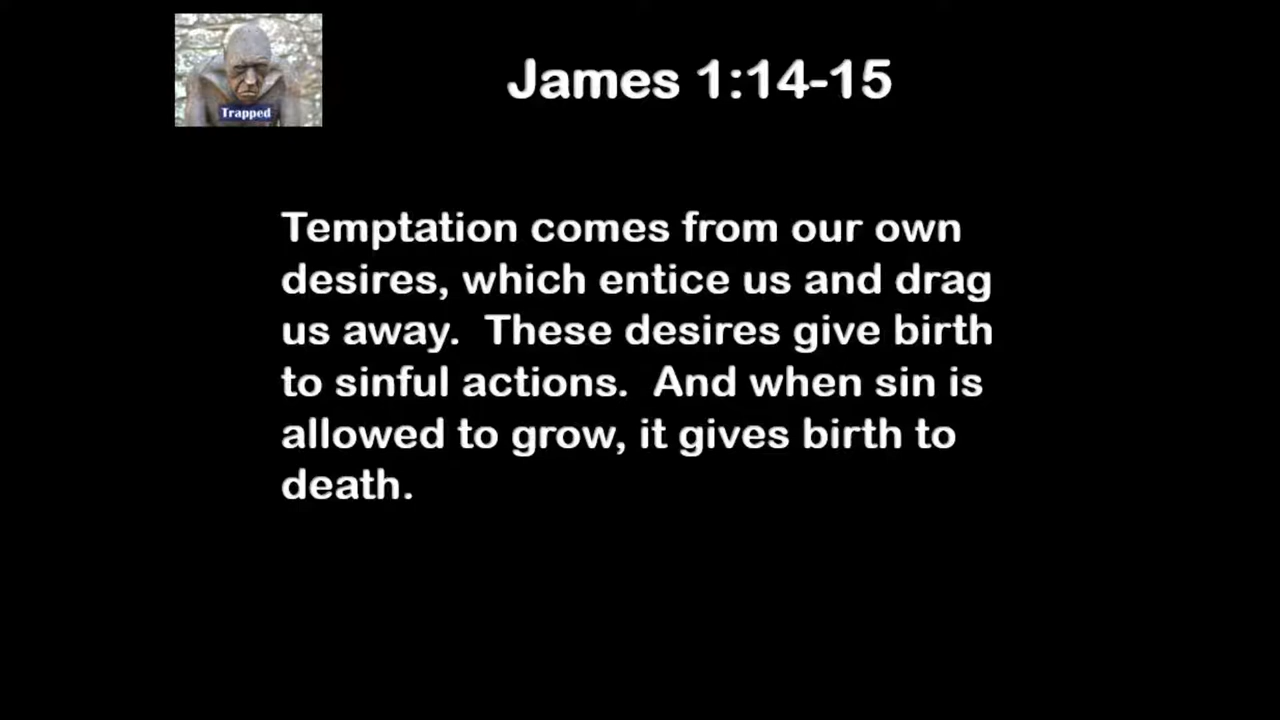 Trapped
James 1:14-15
Temptation comes from our own
desires, which entice us and drag
us away.  These desires give birth
to sinful actions.  And when sin is
allowed to grow, it gives birth to
death.